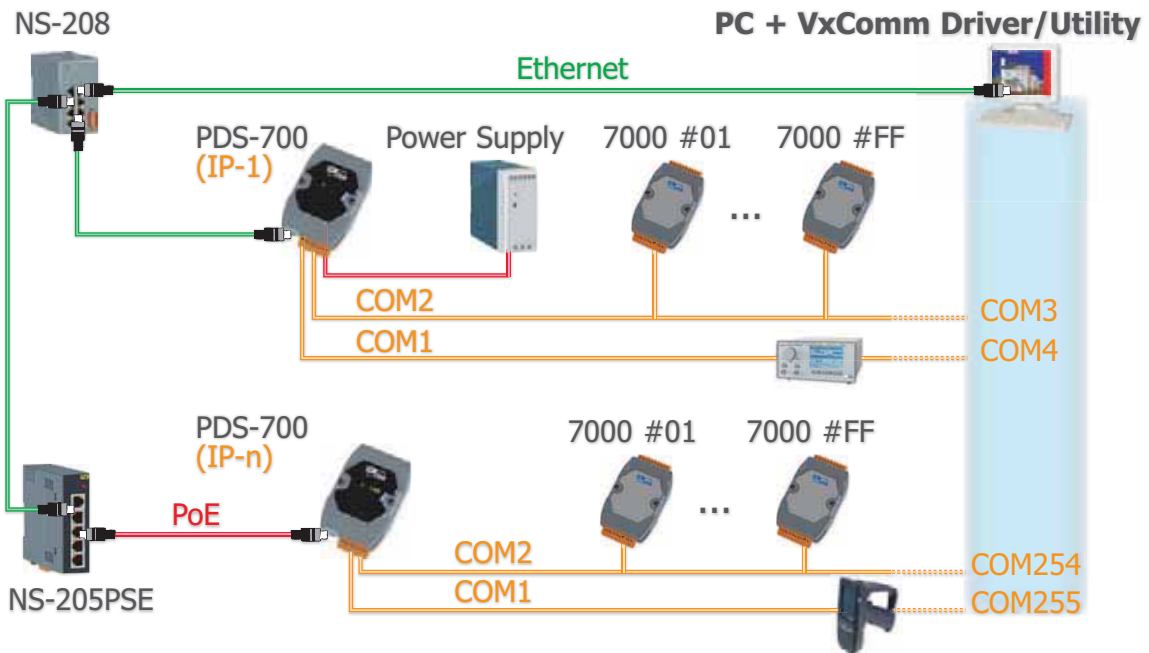 NS-208
PC + VxComm Driver/Utility
Ethernet
PDS-700
(IP-1)
Power Supply
7000 #01
7000 #FF
...
COM2
COM3
COM1
COM4
PDS-700
(IP-n)
7000 #01
7000 #FF
...
PoE
COM2
COM254
COM1
COM255
NS-205PSE